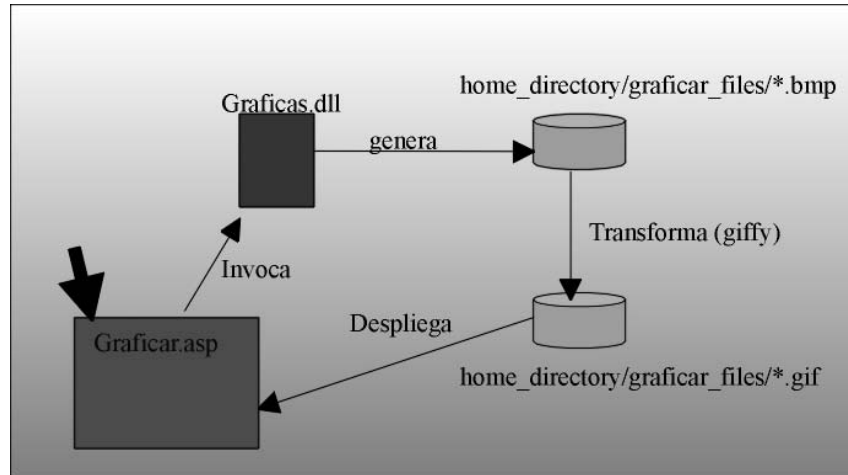 home_directory/graficar_files/*.bmp
Graficas.dll
genera
Transforma (giffy)
Invoca
Despliega
Graficar.asp
home_directory/graficar_files/*.gif